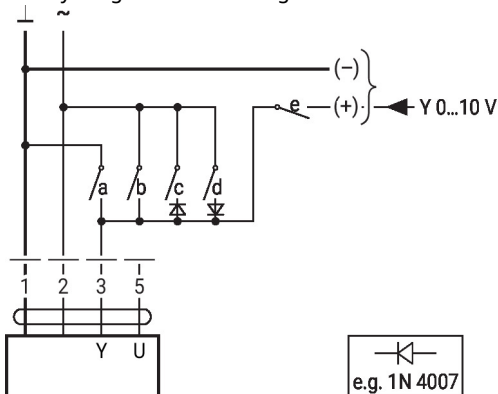 ⊥ ~
(–)
e (+) Y 0...10 V
a b c d
1 2 3 5
Y U
e.g. 1N 4007